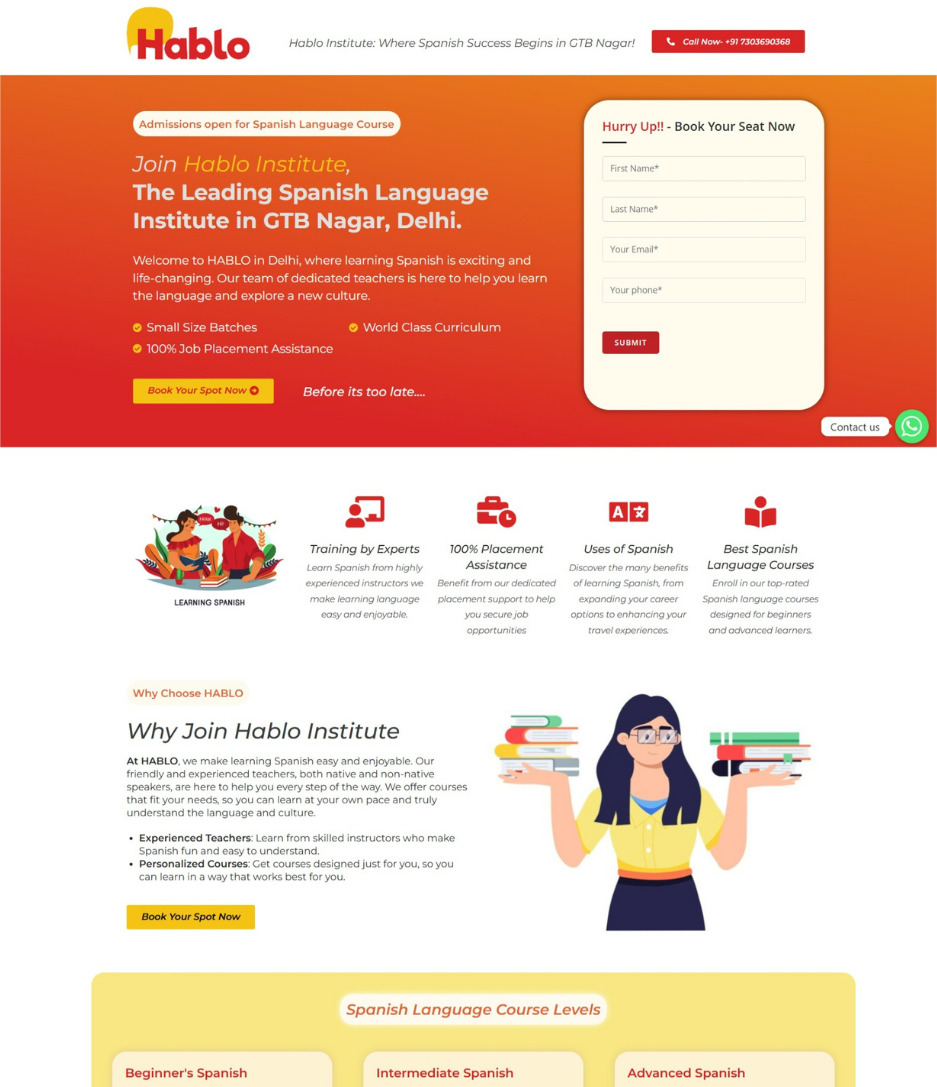 Hablo
Hablo Institute: Where Spanish Success Begins in GTB Nagar!
Call Now- +91 7303690368
Admissions open for Spanish Language Course
Join Hablo Institute,
The Leading Spanish Language
Institute in GTB Nagar, Delhi.
Welcome to HABLO in Delhi, where learning Spanish is exciting and
life-changing. Our team of dedicated teachers is here to help you learn
the language and explore a new culture.
Small Size Batches
World Class Curriculum
100% Job Placement Assistance
Book Your Spot Now
Before its too late....
Hurry Up!! - Book Your Seat Now
First Name*
Last Name*
Your Email*
Your phone*
SUBMIT
Contact us
Hola!
Hi!
LEARNING SPANISH
Training by Experts
Learn Spanish from highly
experienced instructors who we
make learning language
easy and enjoyable.
100% Placement
Assistance
Benefit from our dedicated
placement support to help
you secure job
opportunities
A
Uses of Spanish
Discover the many benefits
of learning Spanish, from
expanding your career
options to enhancing your
travel experiences.
Best Spanish
Language Courses
Enroll in our top-rated
Spanish language courses
designed for beginners
and advanced learners.
Why Choose HABLO
Why Join Hablo Institute
At HABLO, we make learning Spanish easy and enjoyable. Our
friendly and experienced teachers, both native and non-native
speakers, are here to help you every step of the way. We offer courses
that fit your needs, so you can learn at your own pace and truly
understand the language and culture.
• Experienced Teachers: Learn from skilled instructors who make
Spanish fun and easy to understand.
• Personalized Courses: Get courses designed just for you, so you
can learn in a way that works best for you.
Book Your Spot Now
Spanish Language Course Levels
Beginner's Spanish
Intermediate Spanish
Advanced Spanish